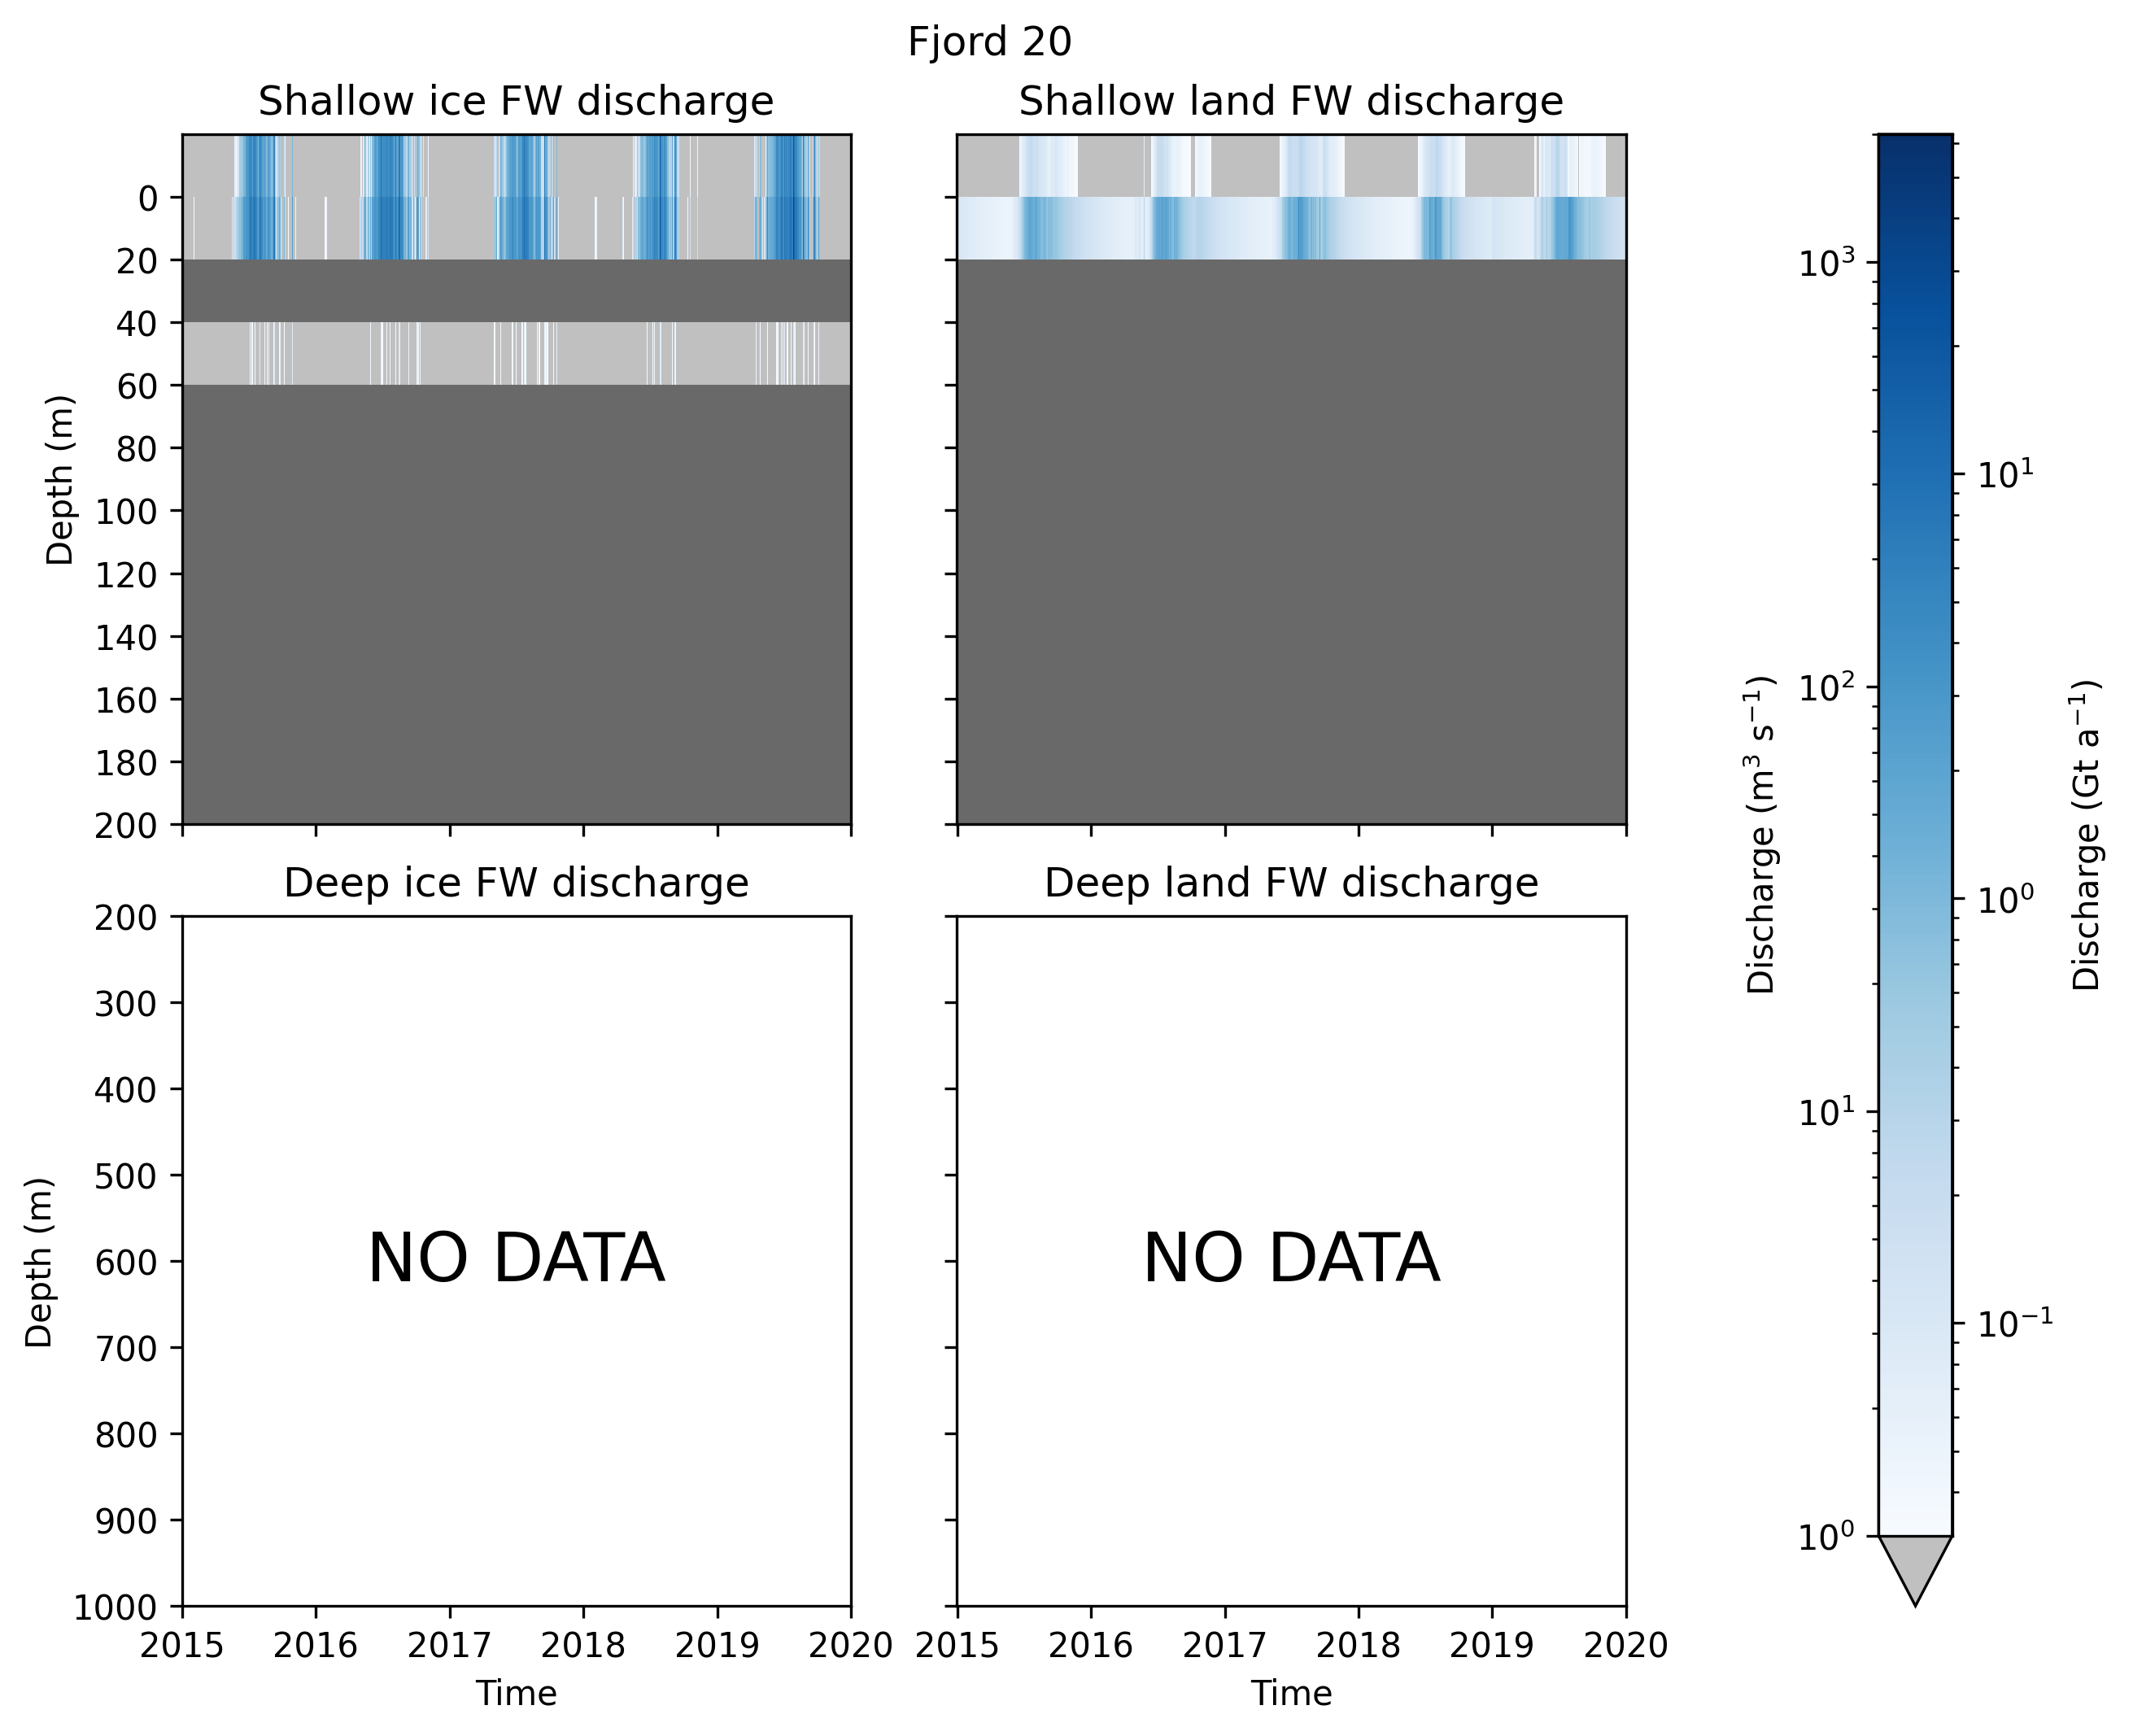 Fjord 20
Shallow ice FW discharge
Shallow land FW discharge
Depth (m)
0
20
40
60
80
100
120
140
160
180
200
Deep ice FW discharge
Deep land FW discharge
Depth (m)
200
300
400
500
600
700
800
900
1000
NO DATA
NO DATA
2015 2016 2017 2018 2019 2020
2015 2016 2017 2018 2019 2020
Time
Time
Discharge (m³ s⁻¹)
10³
10²
10¹
10⁰
10¹
10⁰
10⁻¹
Discharge (Gt a⁻¹)